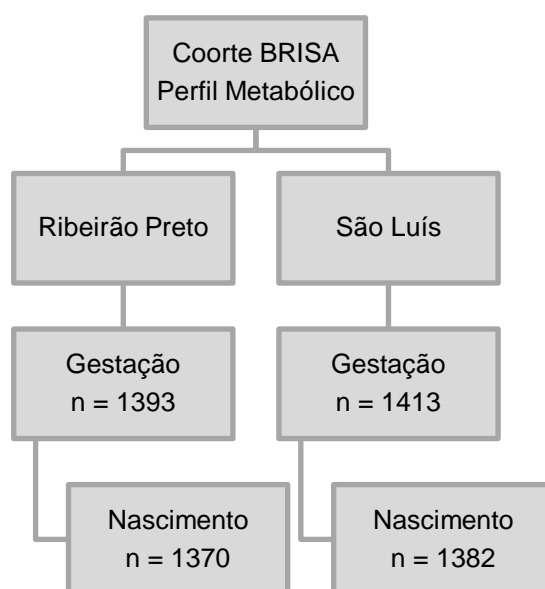 Coorte BRISA
Perfil Metabólico
Ribeirão Preto
São Luís
Gestação
n = 1393
Gestação
n = 1413
Nascimento
n = 1370
Nascimento
n = 1382